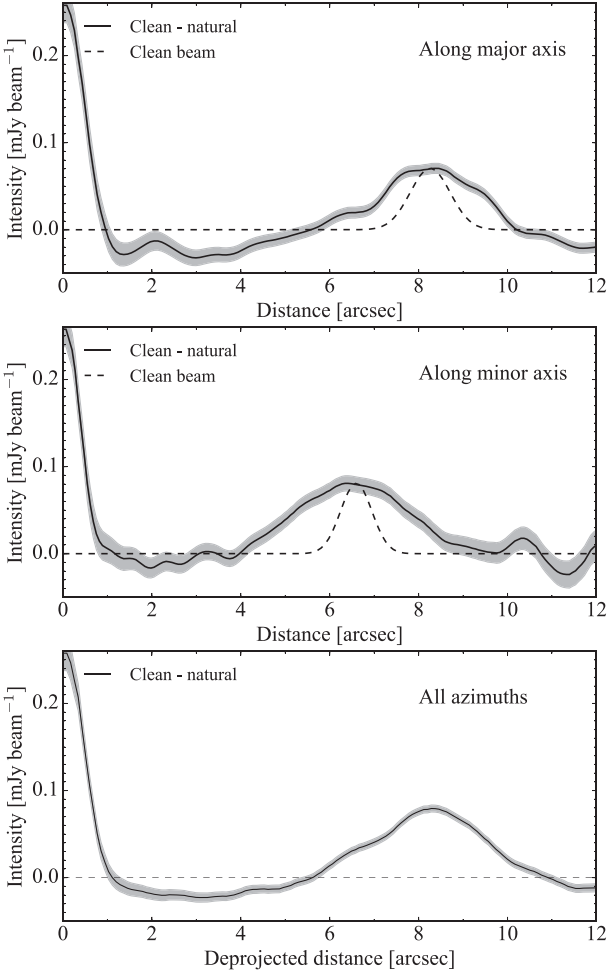 Clean - natural
Clean beam
Along major axis
Intensity [mJy beam⁻¹]
0.2
0.1
0.0
0 2 4 6 8 10 12
Distance [arcsec]
Clean - natural
Clean beam
Along minor axis
Intensity [mJy beam⁻¹]
0.2
0.1
0.0
0 2 4 6 8 10 12
Distance [arcsec]
Clean - natural
All azimuths
Intensity [mJy beam⁻¹]
0.2
0.1
0.0
0 2 4 6 8 10 12
Deprojected distance [arcsec]